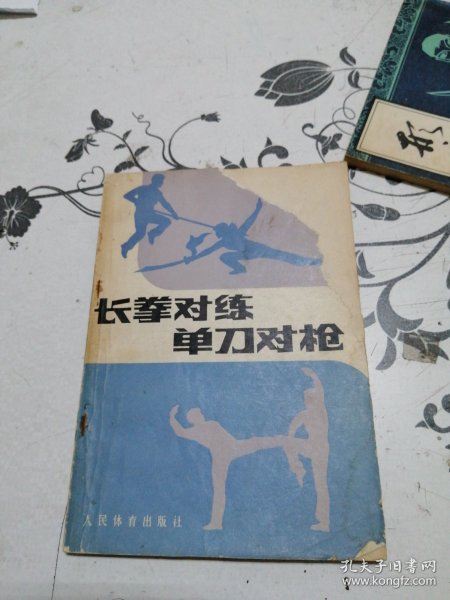 长拳对练
单刀对枪
人民体育出版社
形
孔夫子旧书网
www.kongfz.com